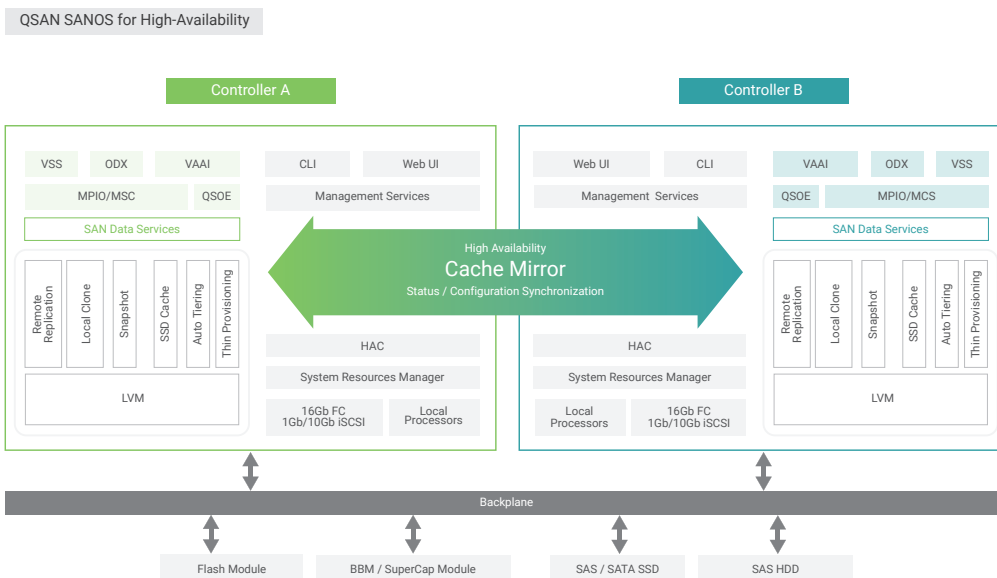 QSAN SANOS for High-Availability
Controller A
Controller B
VSS
ODX
VAAI
CLI
Web UI
MPIO/MSC
QSOE
Management Services
SAN Data Services
Remote
Replication
Local Clone
Snapshot
SSD Cache
Auto Tiering
Thin Provisioning
LVM
HAC
System Resources Manager
16Gb FC
1Gb/10Gb iSCSI
Local
Processors
High Availability
Cache Mirror
Status / Configuration Synchronization
Web UI
CLI
VAAI
ODX
VSS
Management Services
QSOE
MPIO/MCS
SAN Data Services
HAC
System Resources Manager
Local
Processors
16Gb FC
1Gb/10Gb iSCSI
Remote
Replication
Local Clone
Snapshot
SSD Cache
Auto Tiering
Thin Provisioning
LVM
Backplane
Flash Module
BBM / SuperCap Module
SAS / SATA SSD
SAS HDD